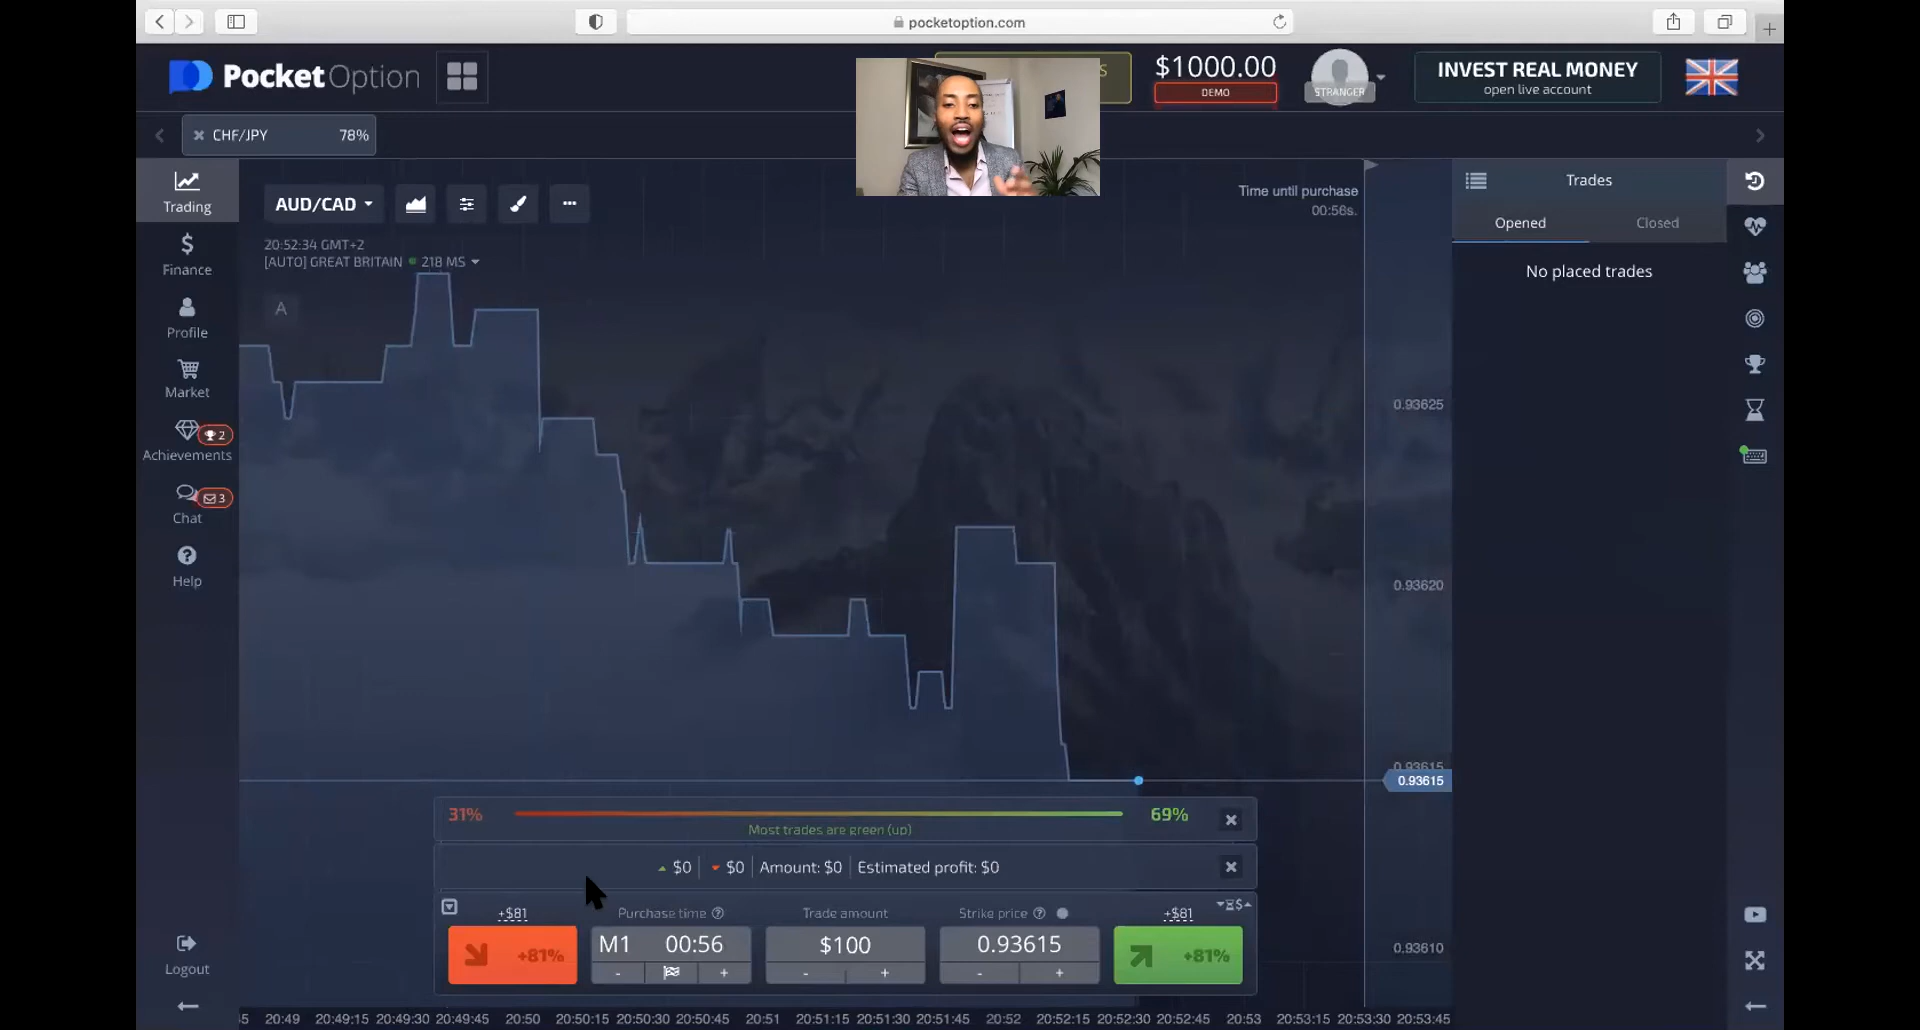 pocketoption.com
PocketOption
S
$1000.00
DEMO
STRANGER
INVEST REAL MONEY
open live account
CHF/JPY 78%
Trading
Finance
Profile
Market
Achievements
2
Chat
3
Help
Logout
AUD/CAD
20:52:34 GMT+2
[AUTO] GREAT BRITAIN 218 MS
A
Time until purchase
00:56s.
Trades
Opened Closed
No placed trades
0.93625
0.93620
0.93615
0.93615
0.93610
31% 69%
Most trades are green (up)
$0 $0 Amount: $0 Estimated profit: $0
+$81 Purchase time Trade amount Strike price +$81
+81% M1 00:56 $100 0.93615 +81%
- + - + - +
45 20:49 20:49:15 20:49:30 20:49:45 20:50 20:50:15 20:50:30 20:50:45 20:51 20:51:15 20:51:30 20:51:45 20:52 20:52:15 20:52:30 20:52:45 20:53 20:53:15 20:53:30 20:53:45